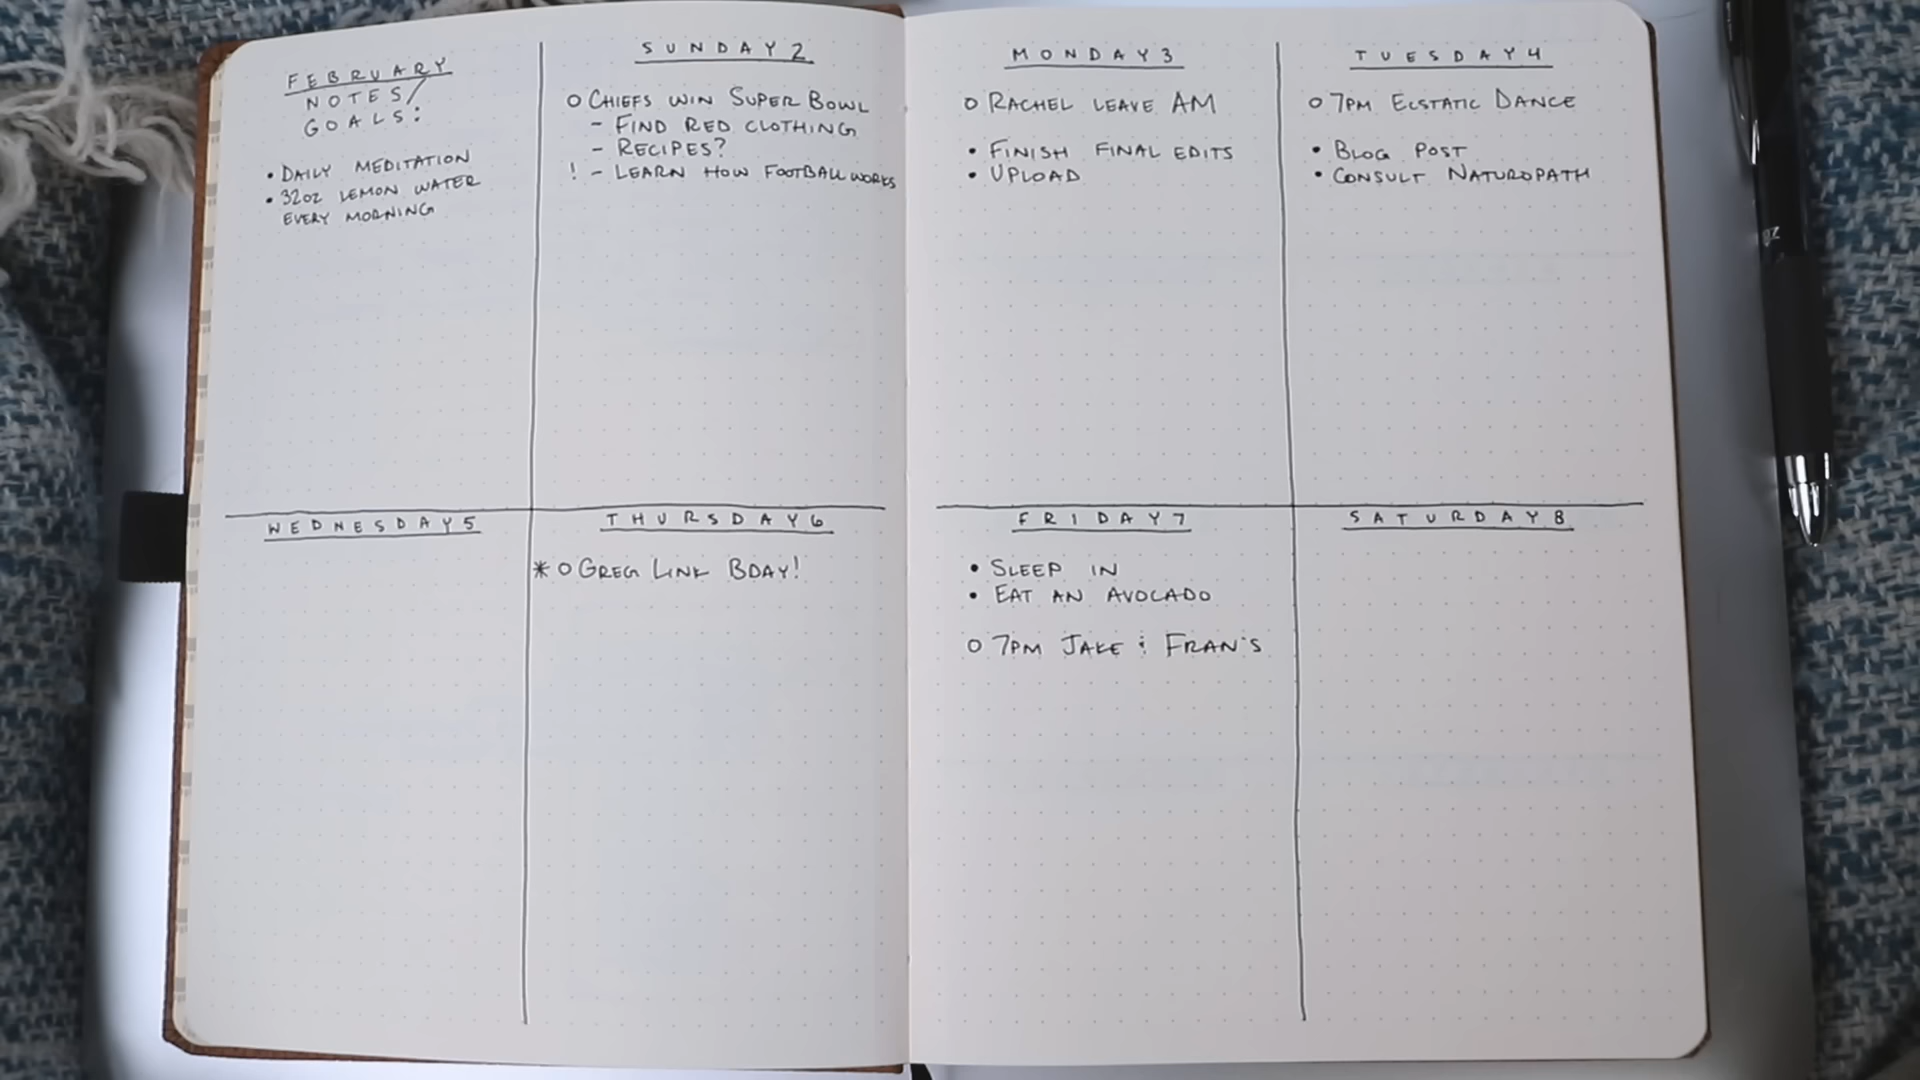 FEBRUARY
NOTES/
GOALS:
• DAILY MEDITATION
• 32OZ LEMON WATER
EVERY MORNING
SUNDAY 2
O CHIEFS WIN SUPER BOWL
- FIND RED CLOTHING
- RECIPES?
! - LEARN HOW FOOTBALL WORKS
MONDAY 3
O RACHEL LEAVE AM
• FINISH FINAL EDITS
• UPLOAD
TUESDAY 4
O 7PM ECSTATIC DANCE
• BLOG POST
• CONSULT NATUROPATH
WEDNESDAY 5
THURSDAY 6
* O GREG LINK BDAY!
FRIDAY 7
• SLEEP IN
• EAT AN AVOCADO
O 7PM JAKE & FRAN'S
SATURDAY 8